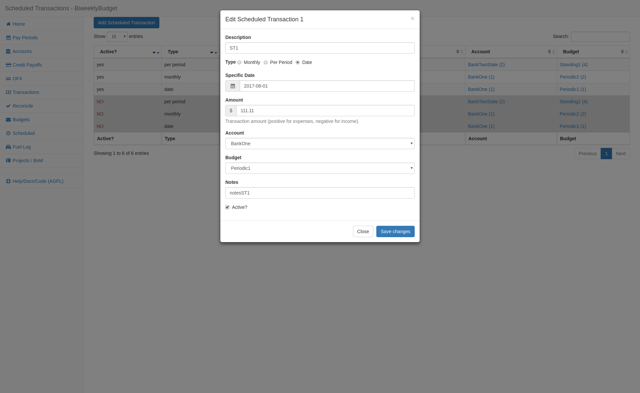 Scheduled Transactions - BiweeklyBudget
Home
Pay Periods
Accounts
Credit Payoffs
OFX
Transactions
Reconcile
Budgets
Scheduled
Fuel Log
Projects / BoM
Help/Docs/Code (AGPL)
Add Scheduled Transaction
Show 10 entries
Search:
Active? Type Account Budget
yes per period BankTwoStale (2) Standing1 (4)
yes monthly BankOne (1) Periodic2 (2)
yes date BankOne (1) Periodic1 (1)
NO per period BankTwoStale (2) Standing1 (4)
NO monthly BankOne (1) Periodic2 (2)
NO date BankOne (1) Periodic1 (1)
Active? Type Account Budget
Showing 1 to 6 of 6 entries
Previous 1 Next
Edit Scheduled Transaction 1
×
Description
ST1
Type Monthly Per Period Date
Specific Date
2017-08-01
Amount
$ 111.11
Transaction amount (positive for expenses, negative for income).
Account
BankOne
Budget
Periodic1
Notes
notesST1
Active?
Close Save changes